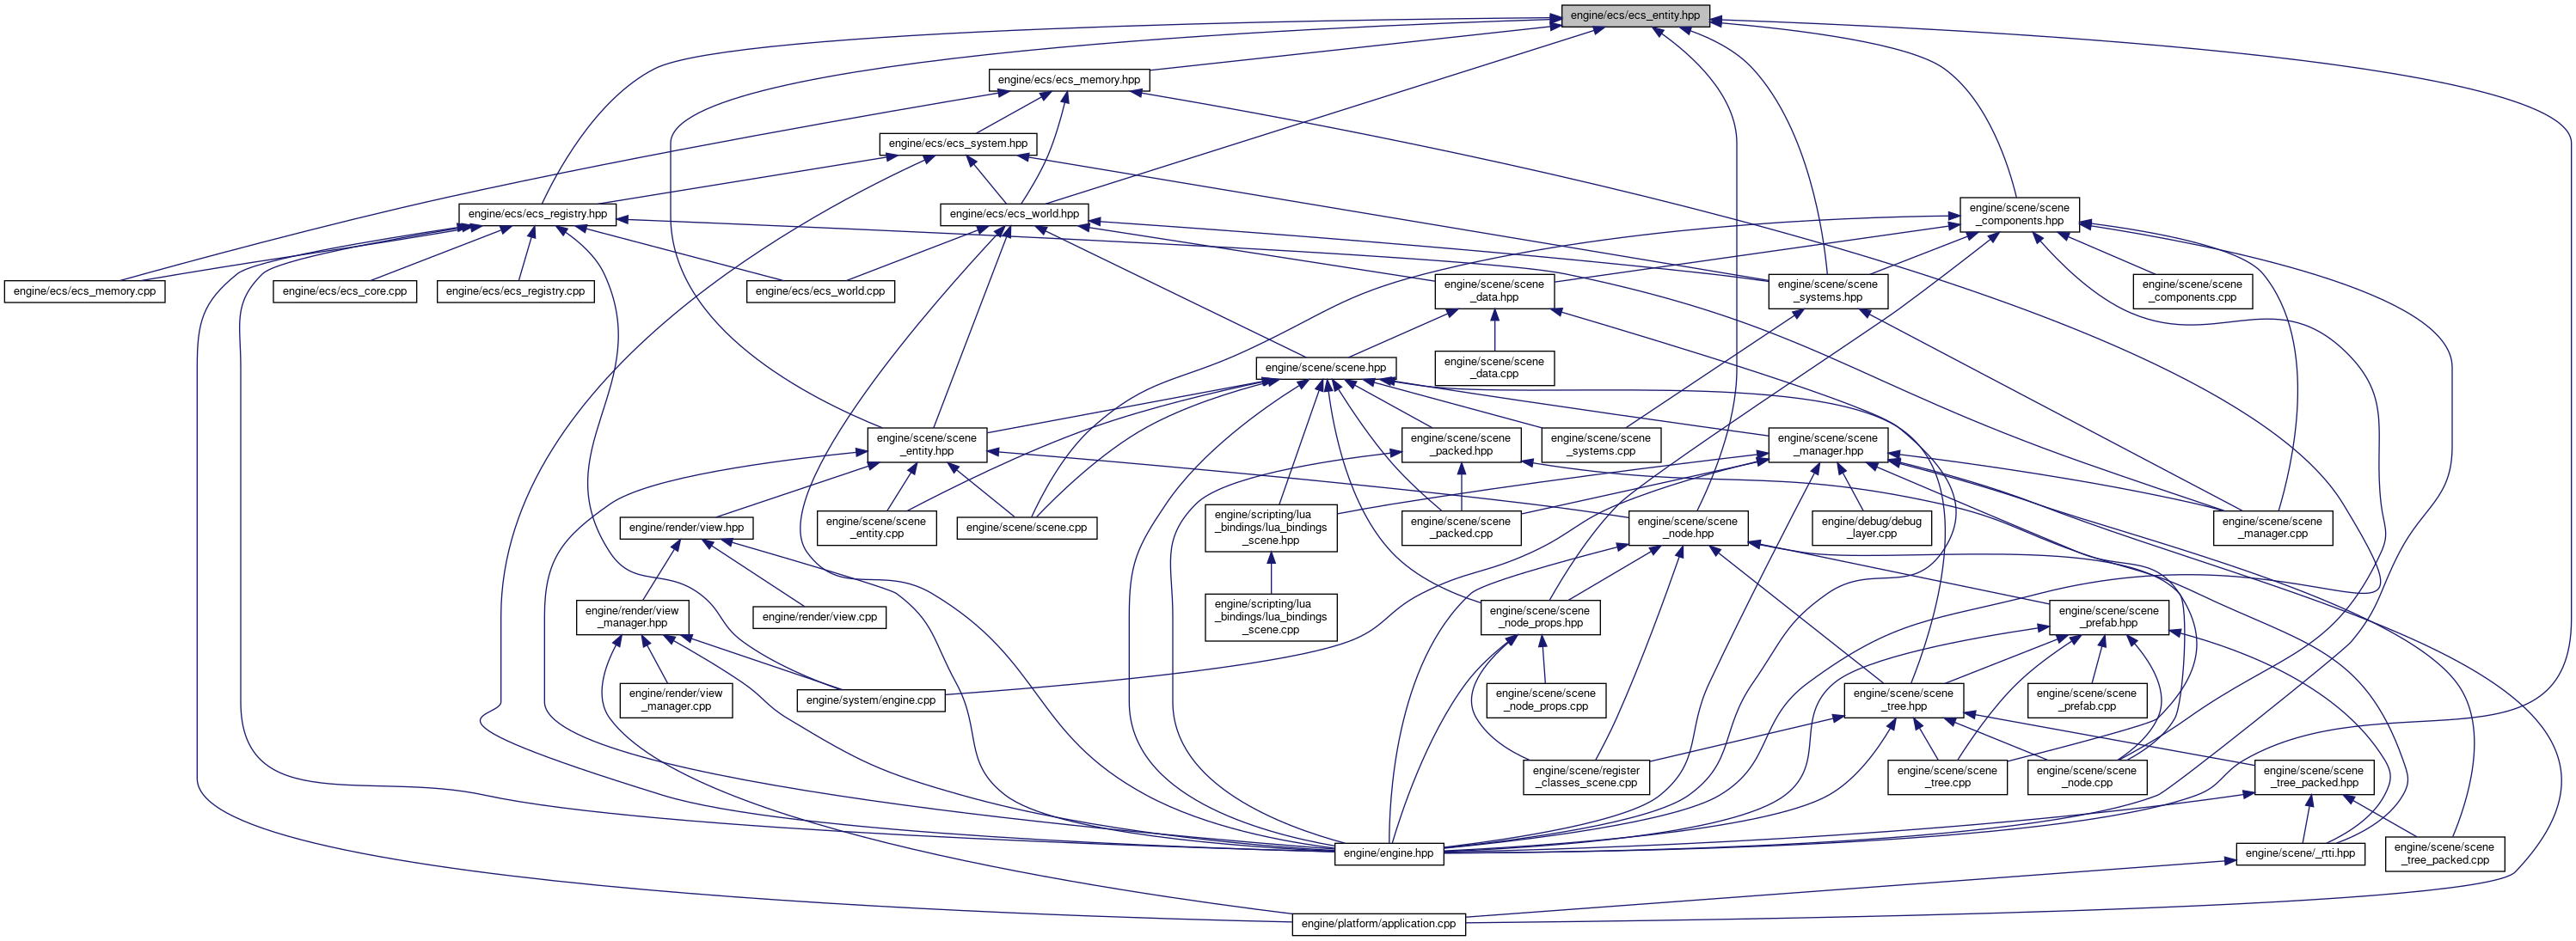 engine/ecs/ecs_entity.hpp
engine/ecs/ecs_memory.hpp
engine/ecs/ecs_system.hpp
engine/ecs/ecs_registry.hpp
engine/ecs/ecs_world.hpp
engine/scene/scene
_components.hpp
engine/ecs/ecs_memory.cpp
engine/ecs/ecs_core.cpp
engine/ecs/ecs_registry.cpp
engine/ecs/ecs_world.cpp
engine/scene/scene
_data.hpp
engine/scene/scene
_systems.hpp
engine/scene/scene
_components.cpp
engine/scene/scene.hpp
engine/scene/scene
_data.cpp
engine/scene/scene
_entity.hpp
engine/scene/scene
_packed.hpp
engine/scene/scene
_systems.cpp
engine/scene/scene
_manager.hpp
engine/render/view.hpp
engine/scene/scene
_entity.cpp
engine/scene/scene.cpp
engine/scripting/lua
_bindings/lua_bindings
_scene.hpp
engine/scene/scene
_packed.cpp
engine/scene/scene
_node.hpp
engine/debug/debug
_layer.cpp
engine/scene/scene
_manager.cpp
engine/render/view
_manager.hpp
engine/render/view.cpp
engine/scripting/lua
_bindings/lua_bindings
_scene.cpp
engine/scene/scene
_node_props.hpp
engine/scene/scene
_prefab.hpp
engine/render/view
_manager.cpp
engine/system/engine.cpp
engine/scene/scene
_node_props.cpp
engine/scene/scene
_tree.hpp
engine/scene/scene
_prefab.cpp
engine/scene/register
_classes_scene.cpp
engine/scene/scene
_tree.cpp
engine/scene/scene
_node.cpp
engine/scene/scene
_tree_packed.hpp
engine/engine.hpp
engine/scene/_rtti.hpp
engine/scene/scene
_tree_packed.cpp
engine/platform/application.cpp